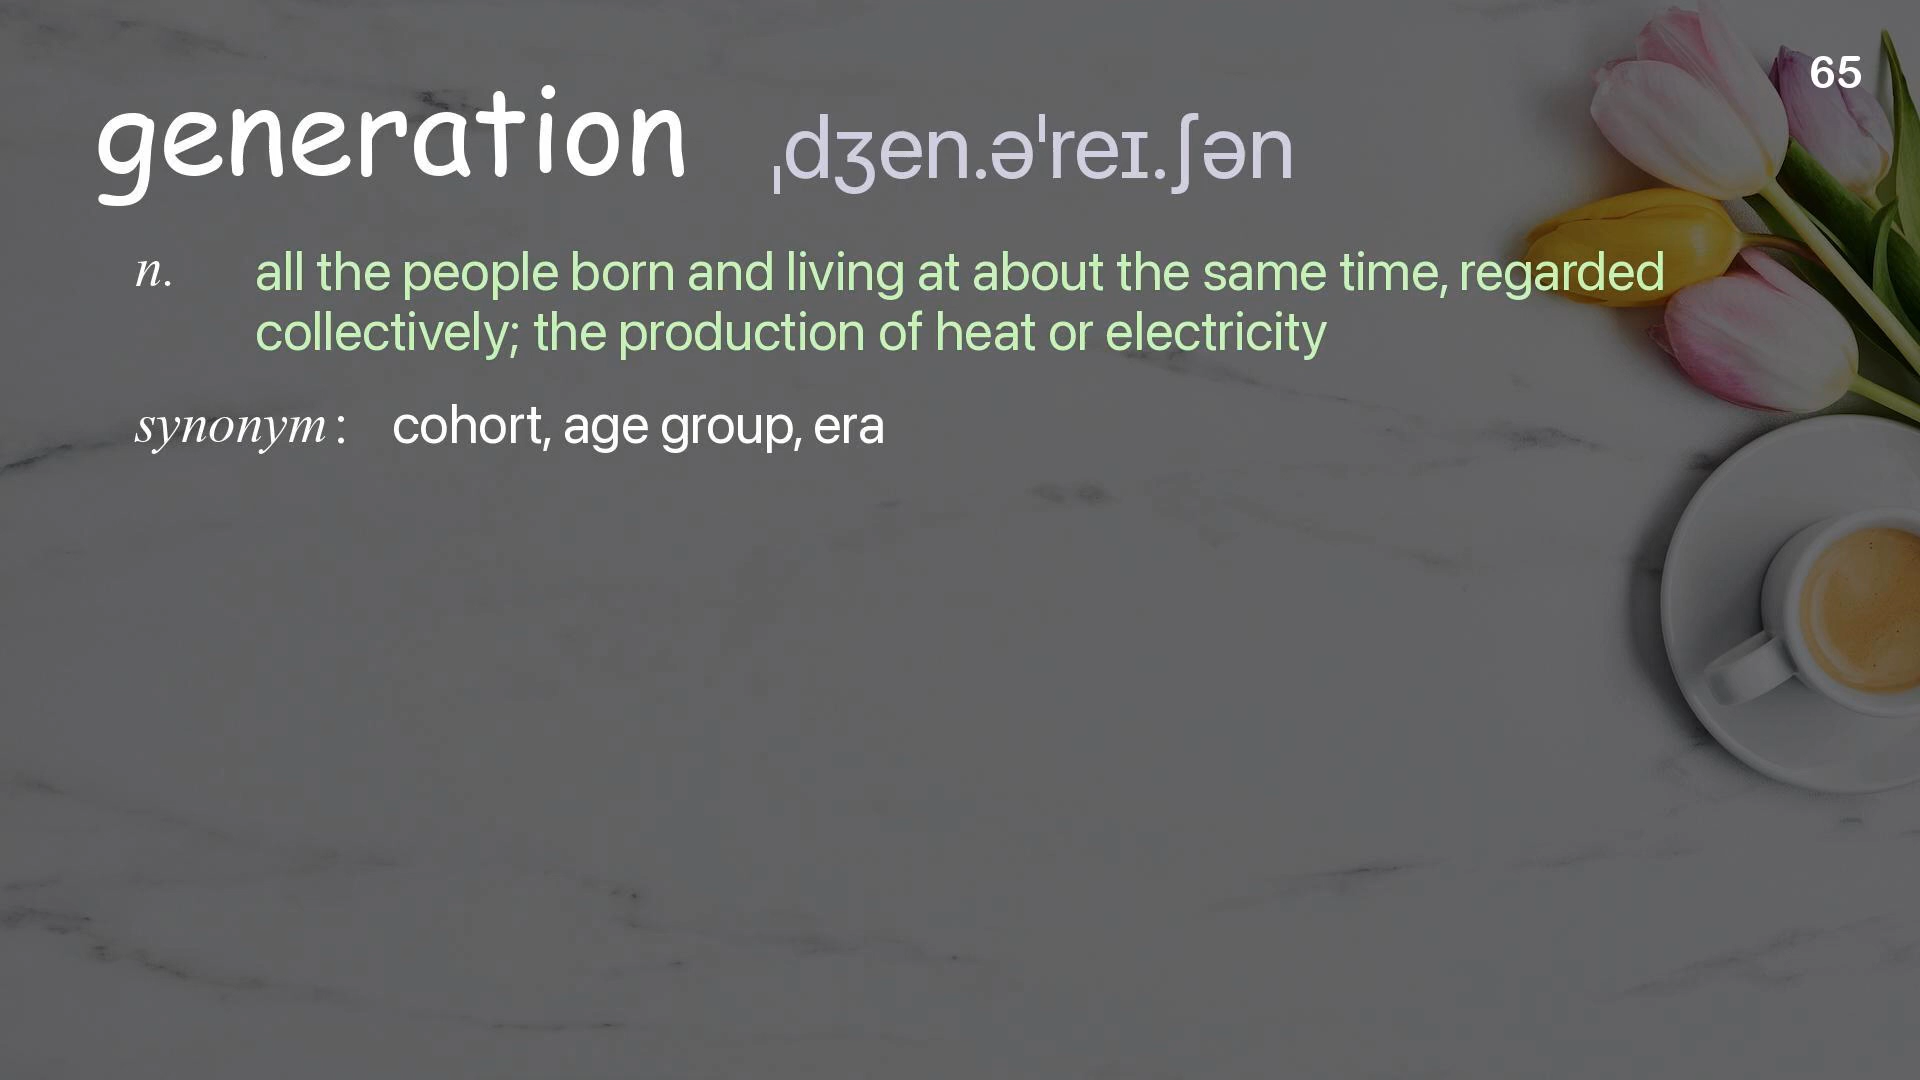 65
generation ˌdʒen.əˈreɪ.ʃən
n. all the people born and living at about the same time, regarded
collectively; the production of heat or electricity
synonym: cohort, age group, era